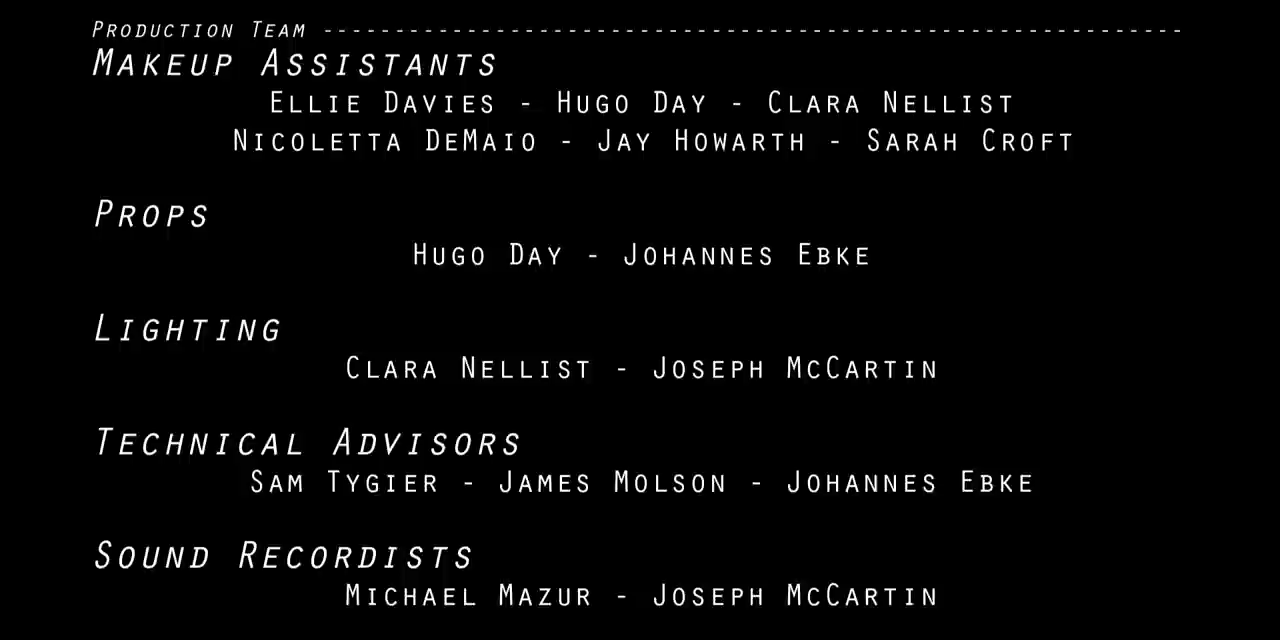 Production Team ------------------------------------------------------------
Makeup Assistants
Ellie Davies - Hugo Day - Clara Nellist
Nicoletta DeMaio - Jay Howarth - Sarah Croft
Props
Hugo Day - Johannes Ebke
Lighting
Clara Nellist - Joseph McCartin
Technical Advisors
Sam Tygier - James Molson - Johannes Ebke
Sound Recordists
Michael Mazur - Joseph McCartin